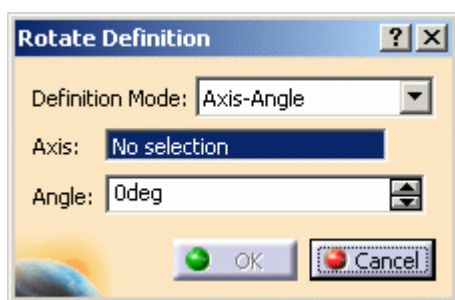 Rotate Definition
Definition Mode: Axis-Angle
Axis: No selection
Angle: 0deg
OK Cancel